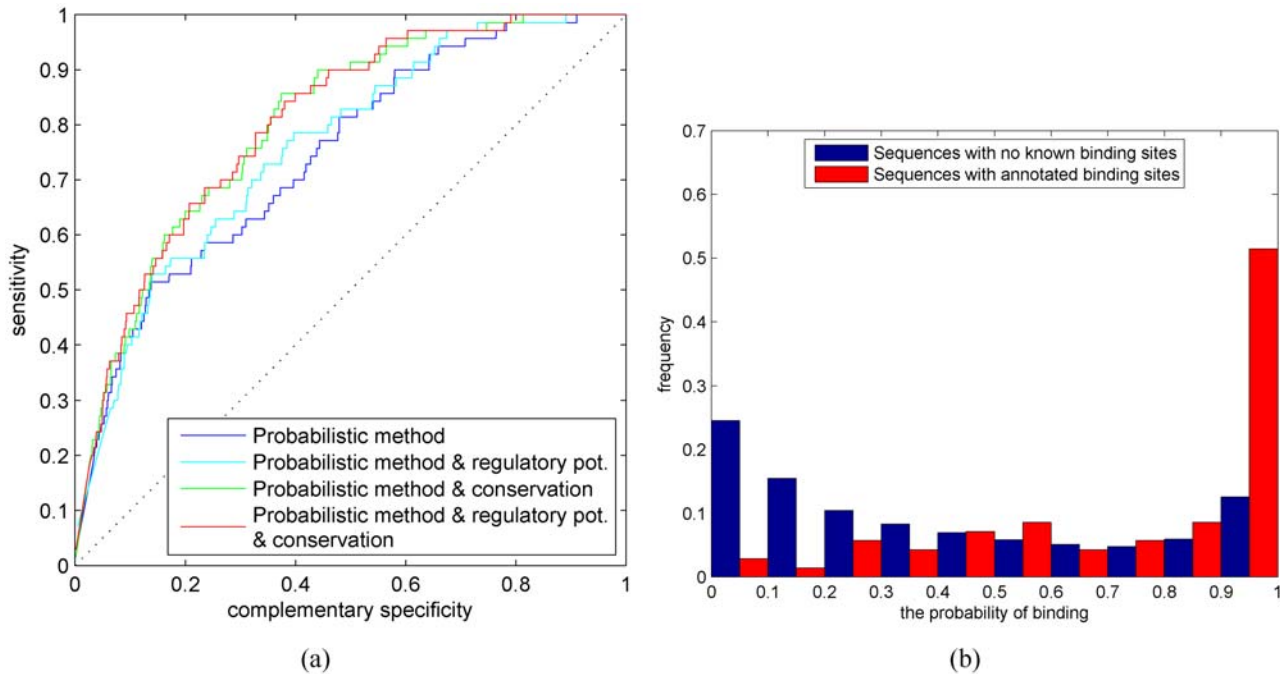 1
0.9
0.8
0.7
0.6
0.5
0.4
0.3
0.2
0.1
0
sensitivity
Probabilistic method
Probabilistic method & regulatory pot.
Probabilistic method & conservation
Probabilistic method & regulatory pot.
& conservation
0 0.2 0.4 0.6 0.8 1
complementary specificity
(a)
0.7
0.6
0.5
0.4
0.3
0.2
0.1
0
frequency
Sequences with no known binding sites
Sequences with annotated binding sites
0 0.1 0.2 0.3 0.4 0.5 0.6 0.7 0.8 0.9 1
the probability of binding
(b)